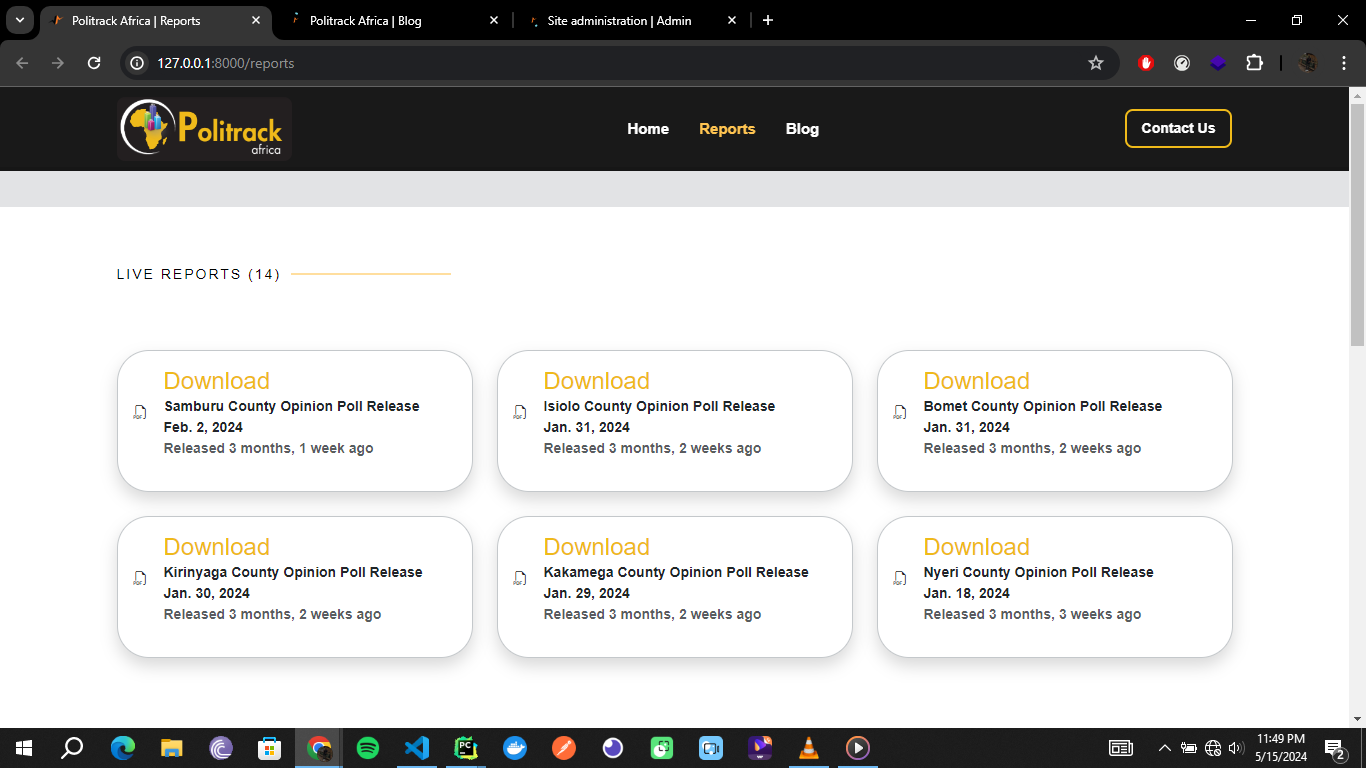 Politrack Africa | Reports
Politrack Africa | Blog
Site administration | Admin
127.0.0.1:8000/reports
Politrack
africa
Home
Reports
Blog
Contact Us
LIVE REPORTS (14)
Download
Samburu County Opinion Poll Release
Feb. 2, 2024
Released 3 months, 1 week ago
Download
Isiolo County Opinion Poll Release
Jan. 31, 2024
Released 3 months, 2 weeks ago
Download
Bomet County Opinion Poll Release
Jan. 31, 2024
Released 3 months, 2 weeks ago
Download
Kirinyaga County Opinion Poll Release
Jan. 30, 2024
Released 3 months, 2 weeks ago
Download
Kakamega County Opinion Poll Release
Jan. 29, 2024
Released 3 months, 2 weeks ago
Download
Nyeri County Opinion Poll Release
Jan. 18, 2024
Released 3 months, 3 weeks ago
PC
11:49 PM
5/15/2024
2